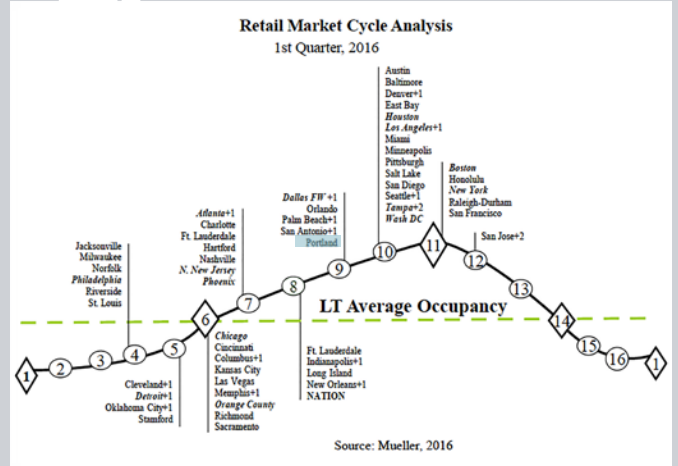 Retail Market Cycle Analysis
1st Quarter, 2016
Austin
Baltimore
Denver+1
East Bay
Houston
Los Angeles+1
Miami
Minneapolis
Pittsburgh
Salt Lake
San Diego
Seattle+1
Tampa+2
Wash DC
Boston
Honolulu
New York
Raleigh-Durham
San Francisco
Dallas FW+1
Orlando
Palm Beach+1
San Antonio+1
Portland
Atlanta+1
Charlotte
Ft. Lauderdale
Hartford
Nashville
N. New Jersey
Phoenix
Jacksonville
Milwaukee
Norfolk
Philadelphia
Riverside
St. Louis
San Jose+2
1
2
3
4
5
6
7
8
9
10
11
12
13
14
15
16
1
LT Average Occupancy
Cleveland+1
Detroit+1
Oklahoma City+1
Stamford
Chicago
Cincinnati
Columbus+1
Kansas City
Las Vegas
Memphis+1
Orange County
Richmond
Sacramento
Ft. Lauderdale
Indianapolis+1
Long Island
New Orleans+1
NATION
Source: Mueller, 2016